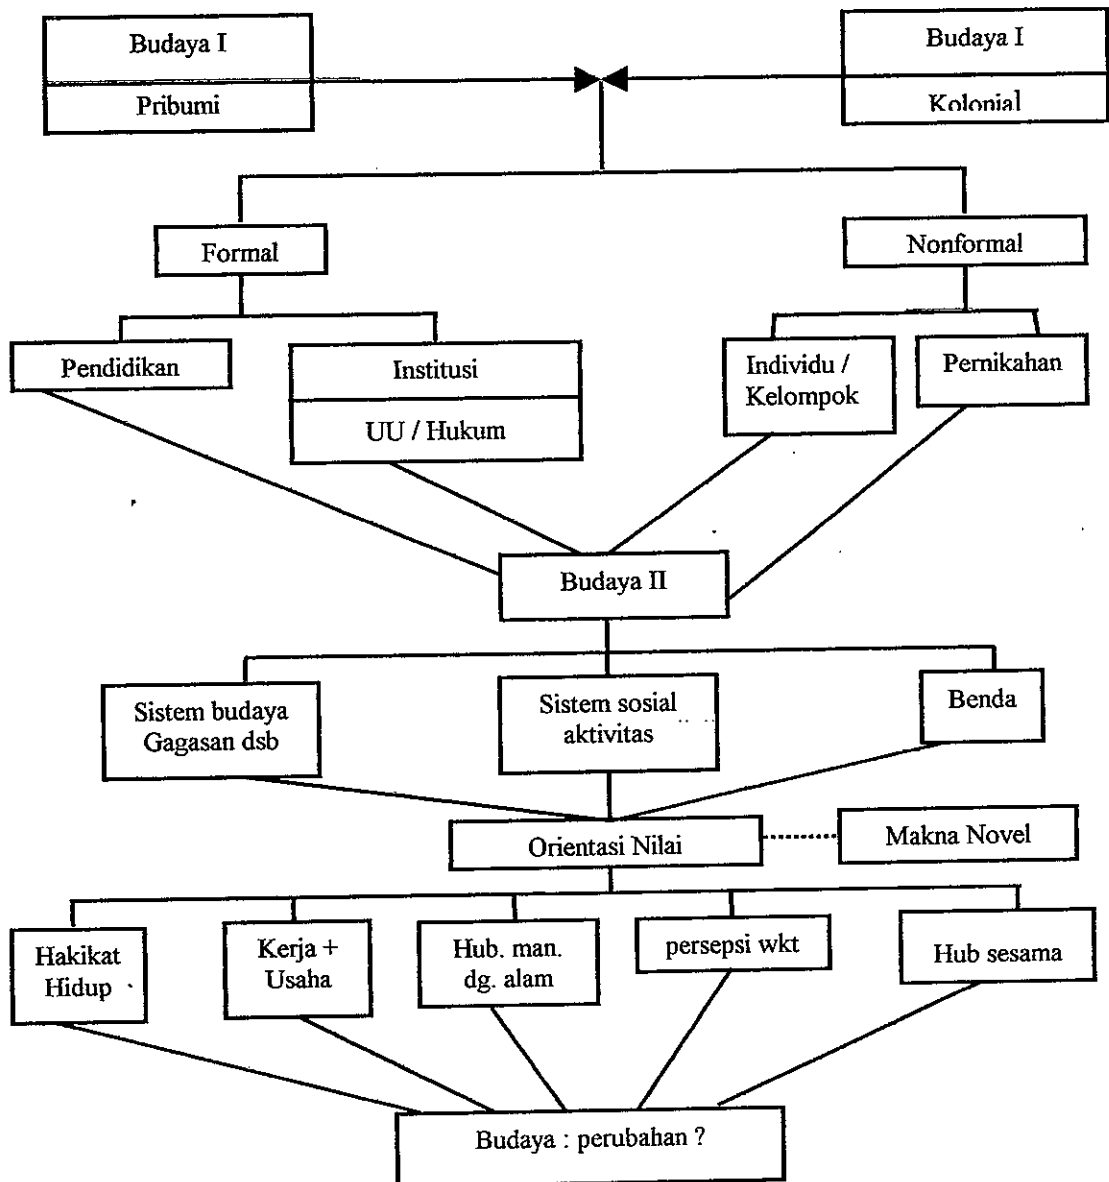 Budaya I
Pribumi
Budaya I
Kolonial
Formal
Nonformal
Pendidikan
Institusi
UU / Hukum
Individu /
Kelompok
Pernikahan
Budaya II
Sistem budaya
Gagasan dsb
Sistem sosial
aktivitas
Benda
Orientasi Nilai
Makna Novel
Hakikat
Hidup
Kerja +
Usaha
Hub. man.
dg. alam
persepsi wkt
Hub sesama
Budaya : perubahan ?